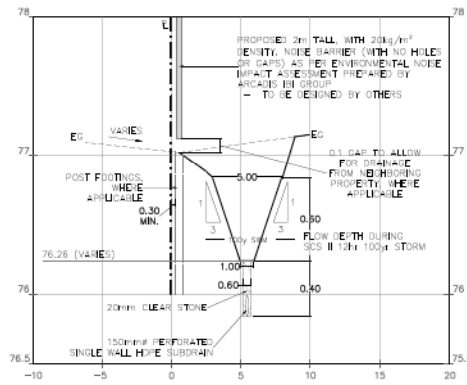 78
78
PL
PROPOSED 2m TALL, WITH 20kg/m²
DENSITY, NOISE BARRIER (WITH NO HOLES
OR GAPS) AS PER ENVIRONMENTAL NOISE
IMPACT ASSESSMENT PREPARED BY
ARCADIS IBI GROUP
– TO BE DESIGNED BY OTHERS
EG
VARIES
EG
77
77
0.1 GAP TO ALLOW
FOR DRAINAGE
FROM NEIGHBORING
PROPERTY, WHERE
APPLICABLE
POST FOOTINGS,
WHERE
APPLICABLE
5.00
0.30
MIN.
1
3
1
3
0.50
100y SWM
FLOW DEPTH DURING
SCS II 12hr 100yr STORM
76.26 (VARIES)
1.00
0.60
0.40
76
76
20mm CLEAR STONE
150mmø PERFORATED
SINGLE WALL HDPE SUBDRAIN
76.5
75.
−10
−5
0
5
10
15
20